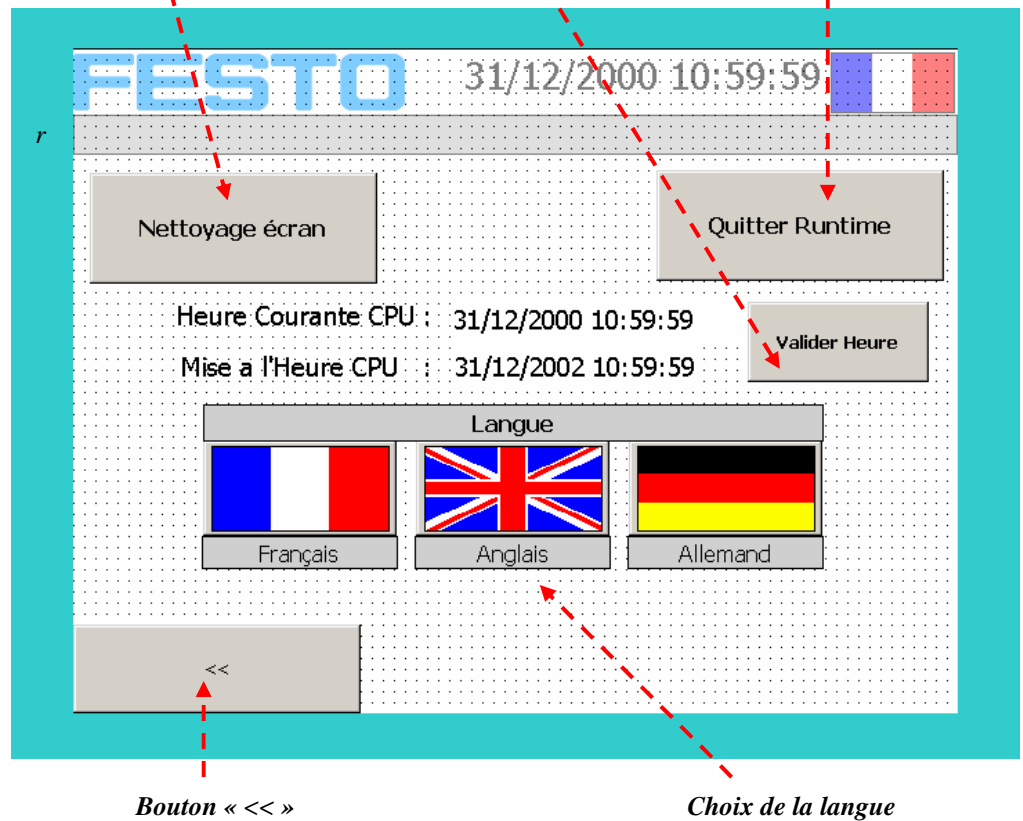 FESTO 31/12/2000 10:59:59
r
Nettoyage écran
Quitter Runtime
Heure Courante CPU : 31/12/2000 10:59:59
Valider Heure
Mise a l'Heure CPU : 31/12/2002 10:59:59
Langue
Français Anglais Allemand
<<
Bouton « << » Choix de la langue